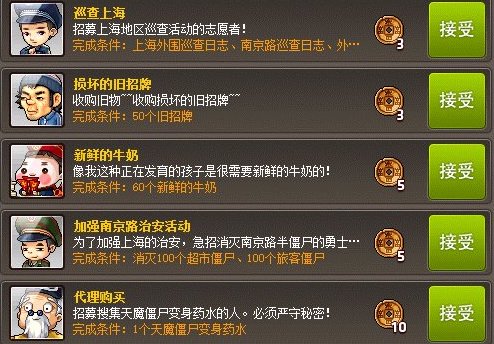 巡查上海
招募上海地区巡查活动的志愿者！
完成条件：上海外围巡查日志、南京路巡查日志、外…
3
接受
损坏的旧招牌
收购旧物~~收购损坏的旧招牌~
完成条件：50个旧招牌
3
接受
新鲜的牛奶
像我这种正在发育的孩子是很需要新鲜的牛奶的！
完成条件：60个新鲜的牛奶
5
接受
加强南京路治安活动
为了加强上海的治安，急招消灭南京路半僵尸的勇士…
完成条件：消灭100个超市僵尸、100个旅客僵尸
5
接受
代理购买
招募搜集天魔僵尸变身药水的人。必须严守秘密！
完成条件：1个天魔僵尸变身药水
10
接受